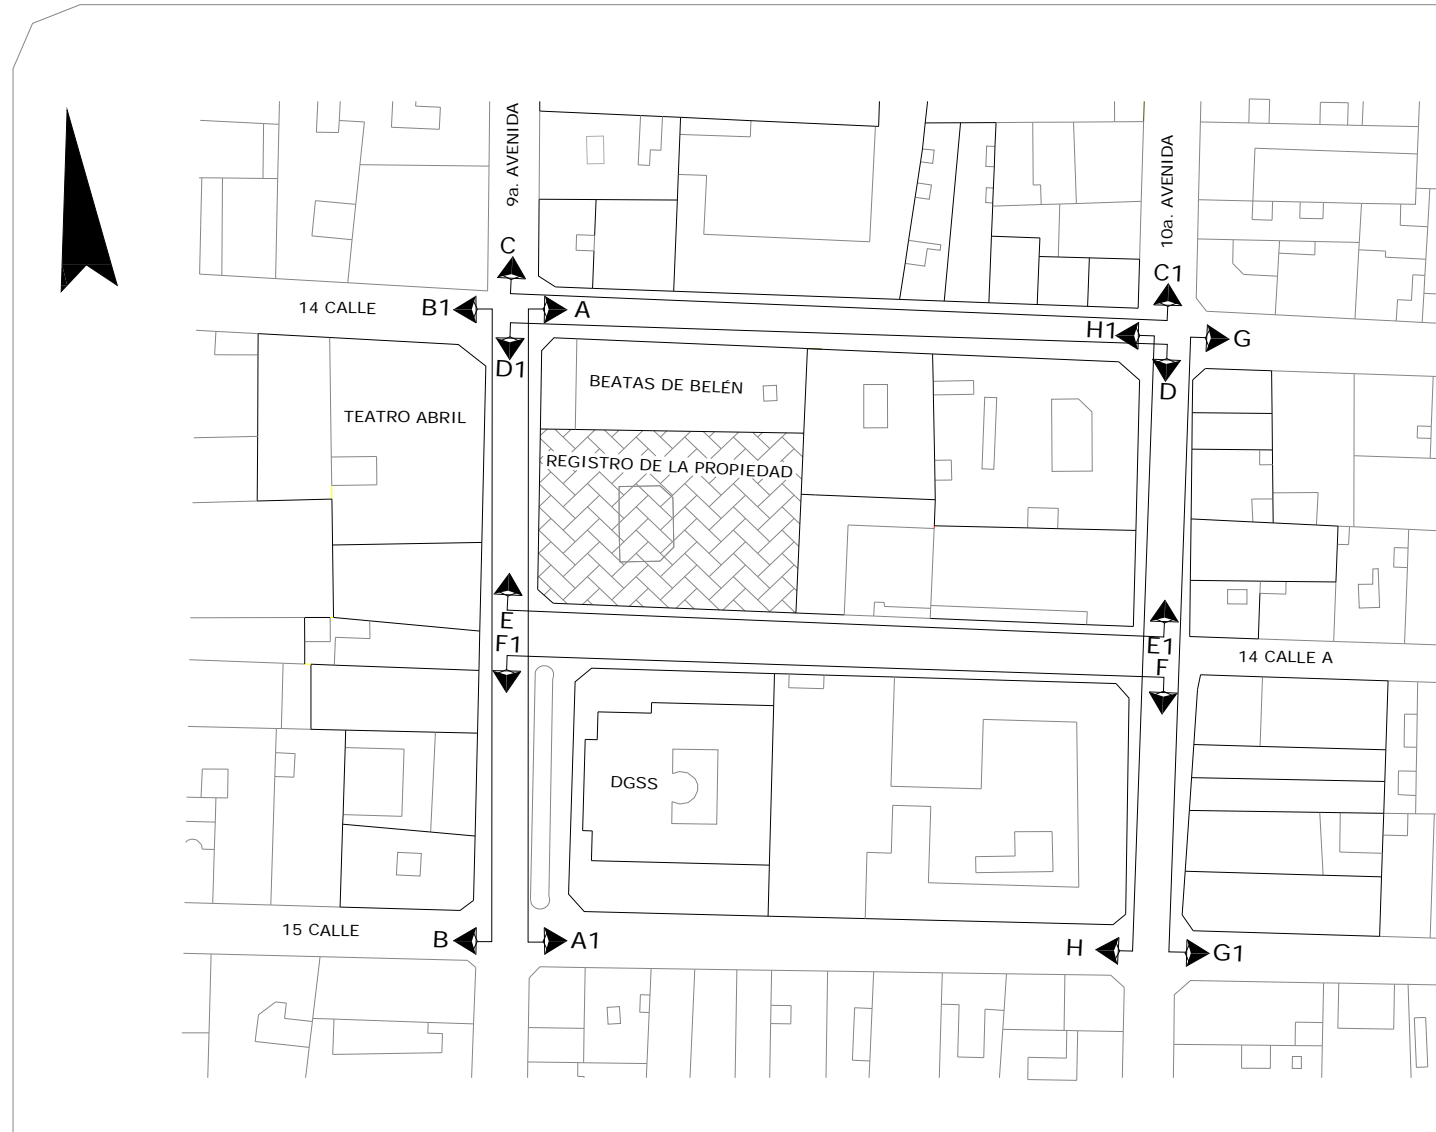 9a. AVENIDA
10a. AVENIDA
C
C1
14 CALLE
B1
A
H1
G
D1
D
BEATAS DE BELÉN
TEATRO ABRIL
REGISTRO DE LA PROPIEDAD
E
F1
E1
F
14 CALLE A
DGSS
15 CALLE
B
A1
H
G1